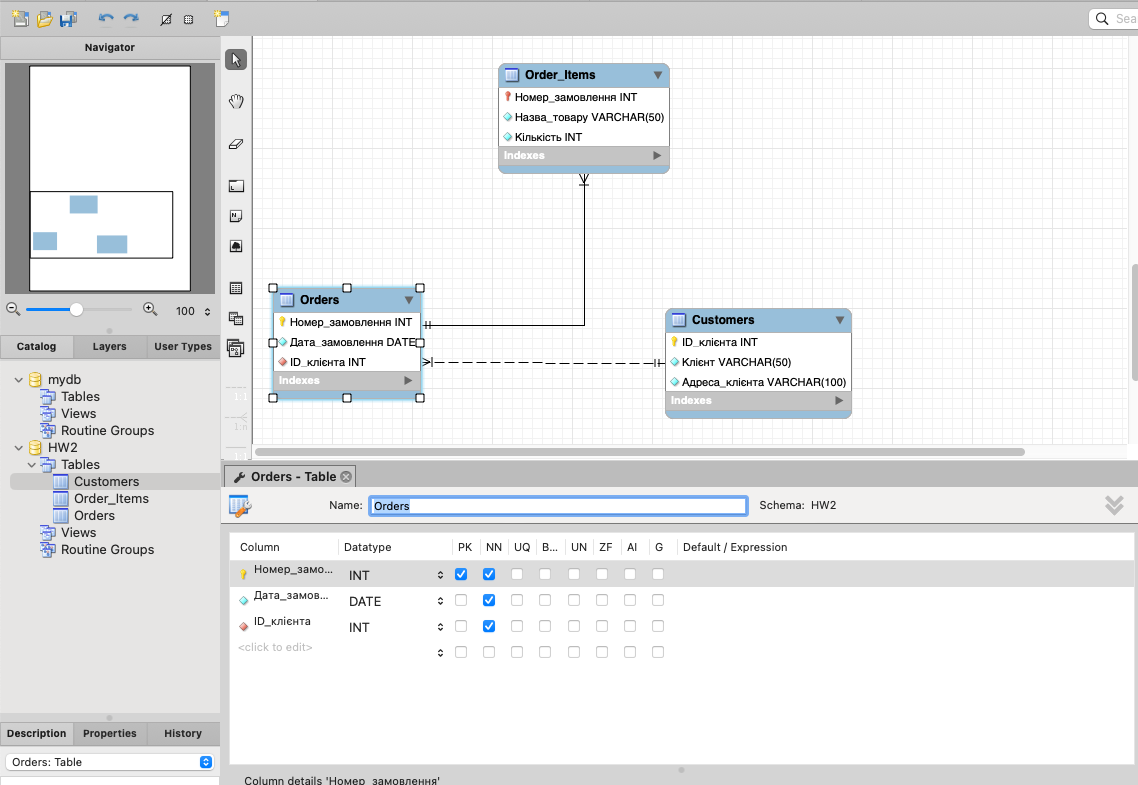 Sea
Navigator
100
Catalog
Layers
User Types
mydb
Tables
Views
Routine Groups
HW2
Tables
Customers
Order_Items
Orders
Views
Routine Groups
Description
Properties
History
Orders: Table
1:1
1:n
Order_Items
Номер_замовлення INT
Назва_товару VARCHAR(50)
Кількість INT
Indexes
Orders
Номер_замовлення INT
Дата_замовлення DATE
ID_клієнта INT
Indexes
Customers
ID_клієнта INT
Клієнт VARCHAR(50)
Адреса_клієнта VARCHAR(100)
Indexes
Orders - Table
Name: Orders Schema: HW2
Column Datatype PK NN UQ B... UN ZF AI G Default / Expression
Номер_замо... INT
Дата_замов... DATE
ID_клієнта INT
<click to edit>
Column details 'Номер_замовлення'